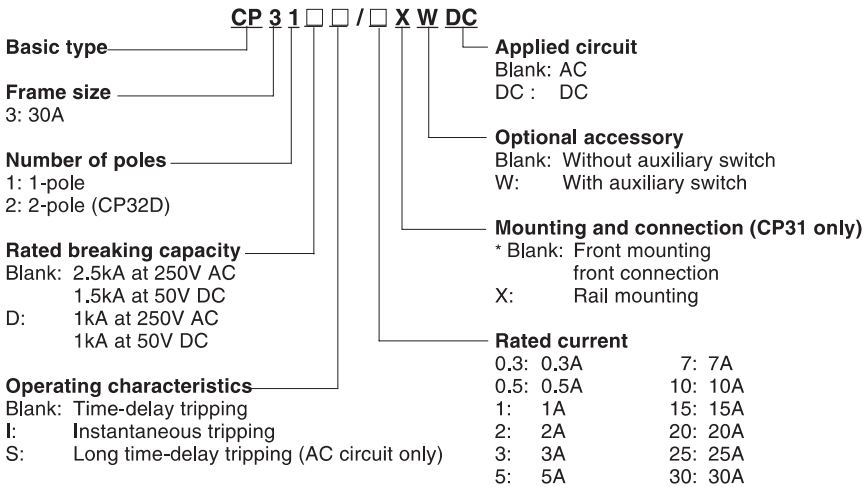 CP 3 1 □ □ / □ X W DC
Basic type
Frame size
3: 30A
Number of poles
1: 1-pole
2: 2-pole (CP32D)
Rated breaking capacity
Blank: 2.5kA at 250V AC
1.5kA at 50V DC
D: 1kA at 250V AC
1kA at 50V DC
Operating characteristics
Blank: Time-delay tripping
I: Instantaneous tripping
S: Long time-delay tripping (AC circuit only)
Applied circuit
Blank: AC
DC : DC
Optional accessory
Blank: Without auxiliary switch
W: With auxiliary switch
Mounting and connection (CP31 only)
* Blank: Front mounting
front connection
X: Rail mounting
Rated current
0.3: 0.3A 7: 7A
0.5: 0.5A 10: 10A
1: 1A 15: 15A
2: 2A 20: 20A
3: 3A 25: 25A
5: 5A 30: 30A